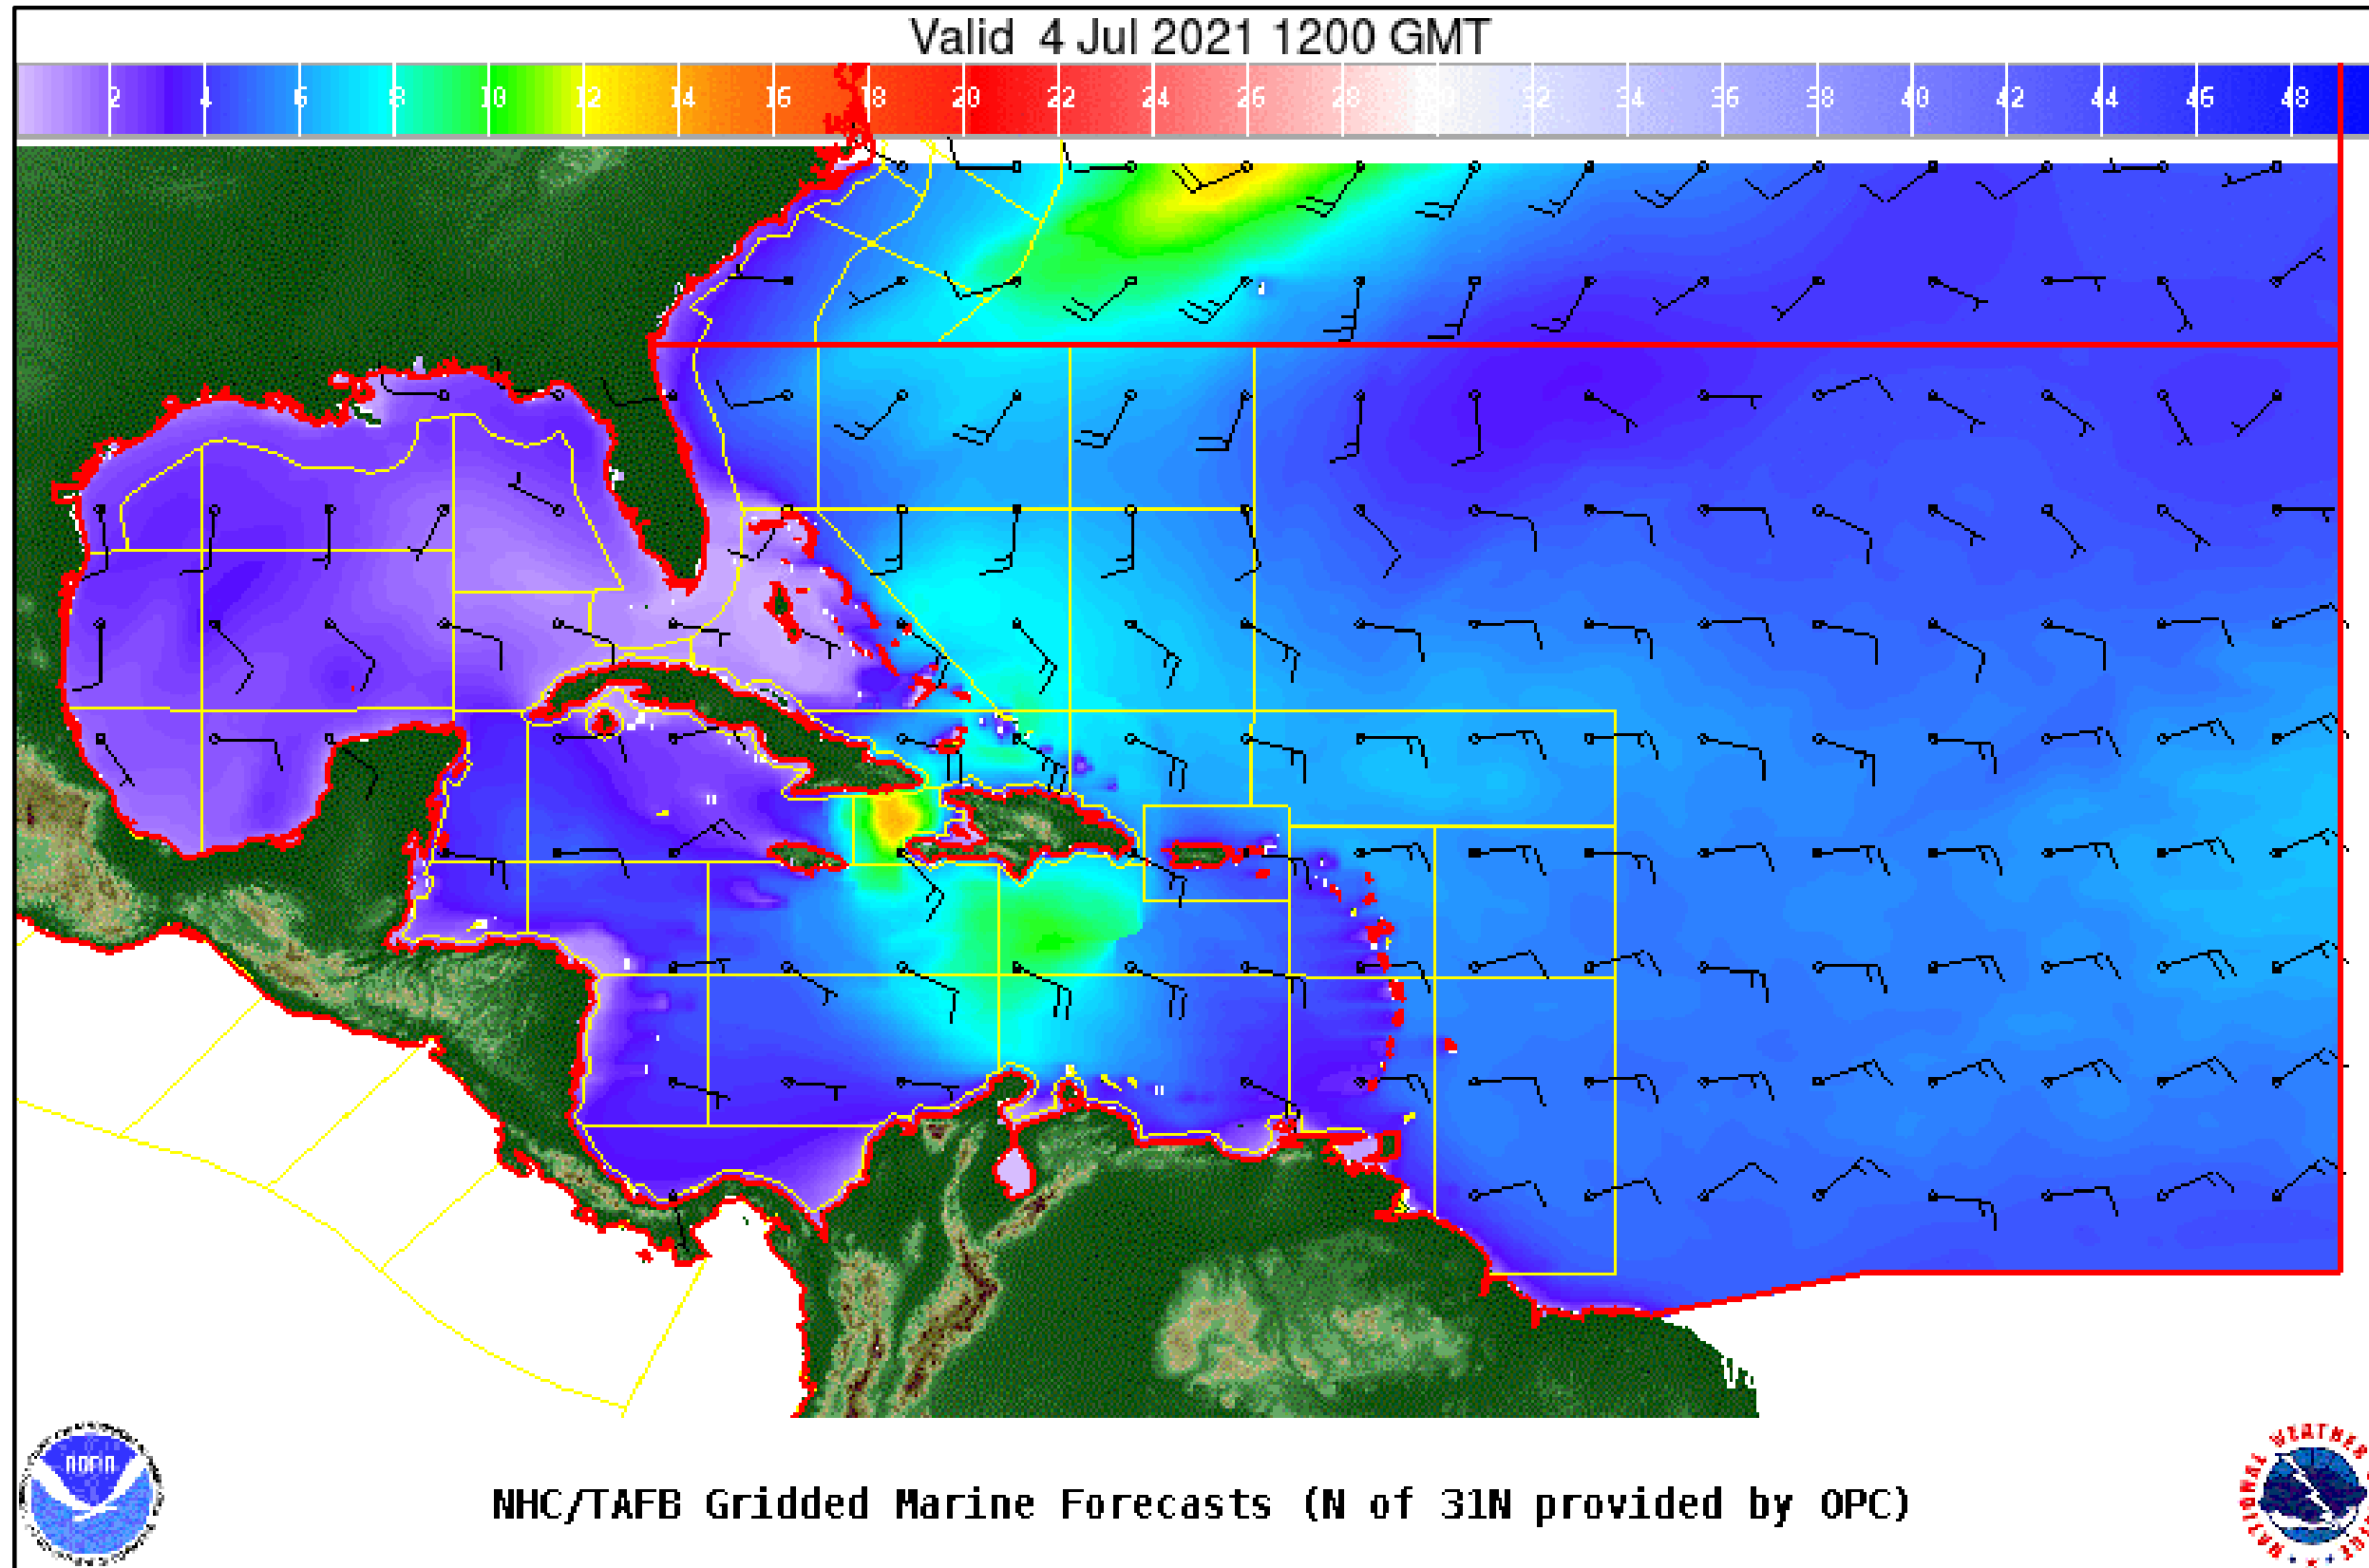 Valid 4 Jul 2021 1200 GMT
2 4 6 8 10 12 14 16 18 20 22 24 26 28 30 32 34 36 38 40 42 44 46 48
NHC/TAFB Gridded Marine Forecasts (N of 31N provided by OPC)